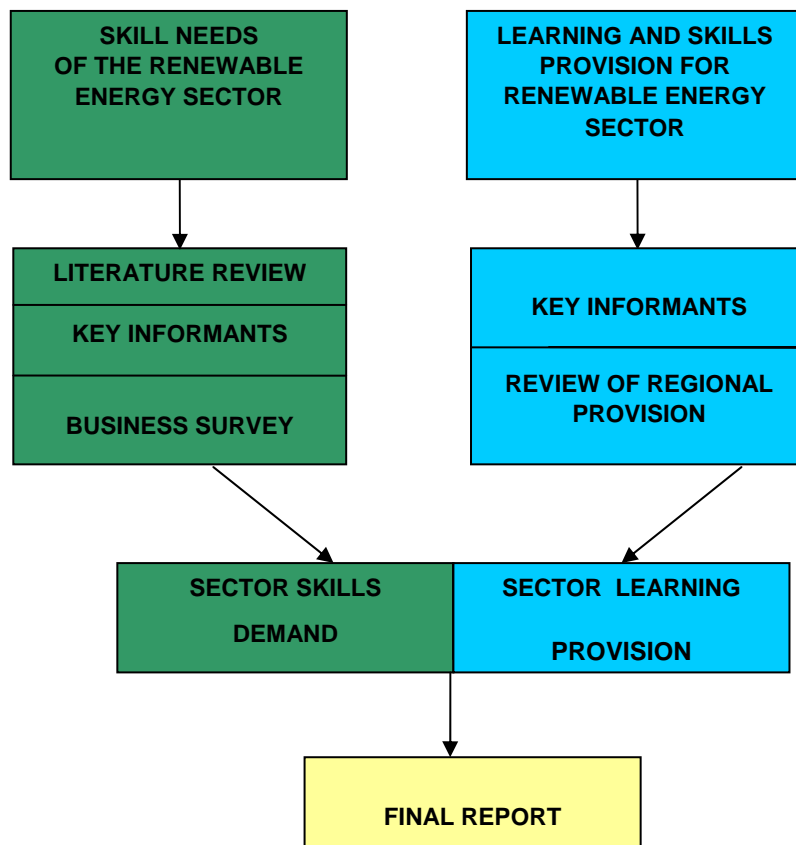 SKILL NEEDS
OF THE RENEWABLE
ENERGY SECTOR
LEARNING AND SKILLS
PROVISION FOR
RENEWABLE ENERGY
SECTOR
LITERATURE REVIEW
KEY INFORMANTS
BUSINESS SURVEY
KEY INFORMANTS
REVIEW OF REGIONAL
PROVISION
SECTOR SKILLS
DEMAND
SECTOR LEARNING
PROVISION
FINAL REPORT